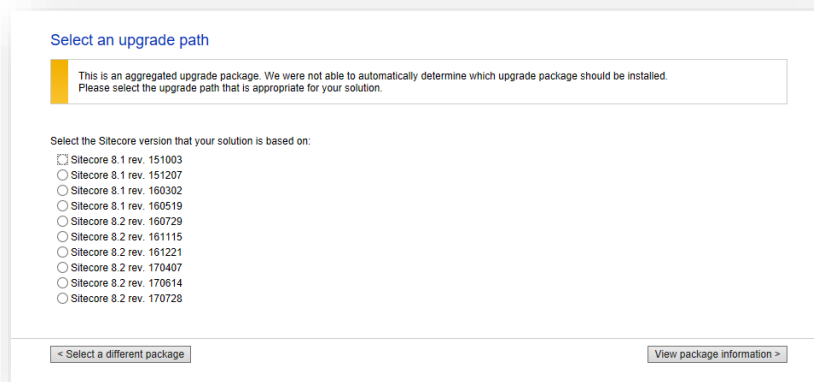 Select an upgrade path
This is an aggregated upgrade package. We were not able to automatically determine which upgrade package should be installed.
Please select the upgrade path that is appropriate for your solution.
Select the Sitecore version that your solution is based on:
Sitecore 8.1 rev. 151003
Sitecore 8.1 rev. 151207
Sitecore 8.1 rev. 160302
Sitecore 8.1 rev. 160519
Sitecore 8.2 rev. 160729
Sitecore 8.2 rev. 161115
Sitecore 8.2 rev. 161221
Sitecore 8.2 rev. 170407
Sitecore 8.2 rev. 170614
Sitecore 8.2 rev. 170728
< Select a different package
View package information >